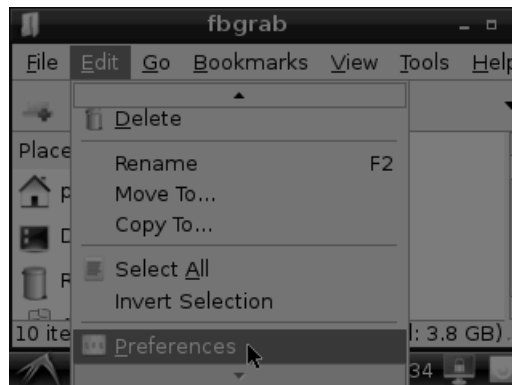 fbgrab
File Edit Go Bookmarks View Tools Help
Delete
Place
Rename F2
Move To...
Copy To...
Select All
Invert Selection
10 ite
Preferences
: 3.8 GB)
34